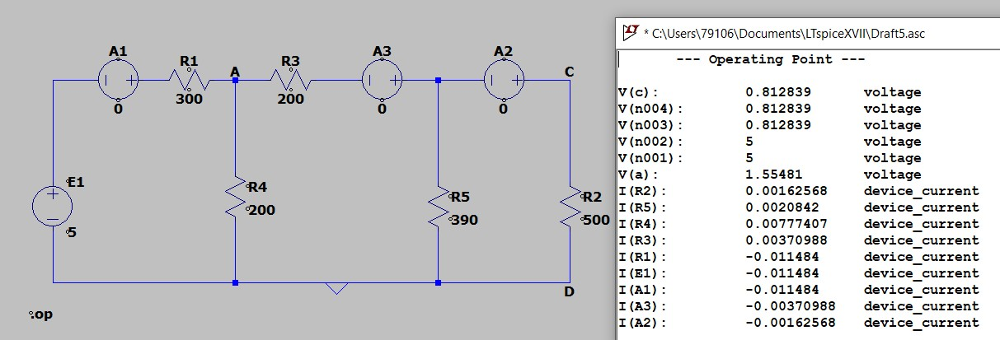 A1
R1
A
R3
A3
A2
C
300
200
0
0
0
E1
5
R4
200
R5
390
R2
500
D
.op
* C:\Users\79106\Documents\LTspiceXVII\Draft5.asc
--- Operating Point ---
V(c): 0.812839 voltage
V(n004): 0.812839 voltage
V(n003): 0.812839 voltage
V(n002): 5 voltage
V(n001): 5 voltage
V(a): 1.55481 voltage
I(R2): 0.00162568 device_current
I(R5): 0.0020842 device_current
I(R4): 0.00777407 device_current
I(R3): 0.00370988 device_current
I(R1): -0.011484 device_current
I(E1): -0.011484 device_current
I(A1): -0.011484 device_current
I(A3): -0.00370988 device_current
I(A2): -0.00162568 device_current